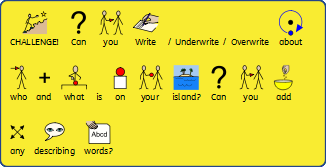 CHALLENGE! Can you Write / Underwrite / Overwrite about
who and what is on your island? Can you add
any describing words?